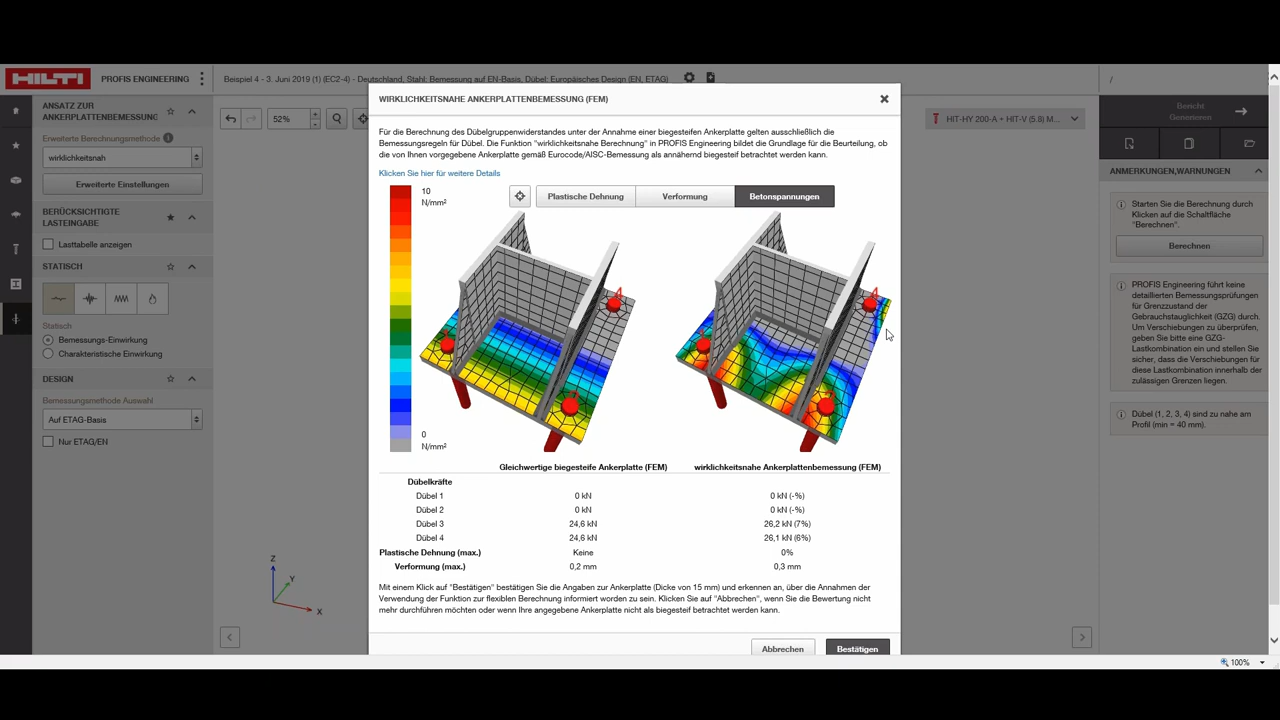 HILTI PROFIS ENGINEERING
Beispiel 4 - 3. Juni 2019 (1) (EC2-4) - Deutschland, Stahl: Bemessung auf EN-Basis, Dübel: Europäisches Design (EN, ETAG)
/
ANSATZ ZUR
ANKERPLATTENBEMESSUNG
Erweiterte Berechnungsmethode
wirklichkeitsnah
Erweiterte Einstellungen
BERÜCKSICHTIGTE
LASTEINGABE
Lasttabelle anzeigen
STATISCH
Statisch
Bemessungs-Einwirkung
Charakteristische Einwirkung
DESIGN
Bemessungsmethode Auswahl
Auf ETAG-Basis
Nur ETAG/EN
52%
Z
Y
X
WIRKLICHKEITSNAHE ANKERPLATTENBEMESSUNG (FEM)
Für die Berechnung des Dübelgruppenwiderstandes unter der Annahme einer biegesteifen Ankerplatte gelten ausschließlich die
Bemessungsregeln für Dübel. Die Funktion "wirklichkeitsnahe Berechnung" in PROFIS Engineering bildet die Grundlage für die Beurteilung, ob
die von Ihnen vorgegebene Ankerplatte gemäß Eurocode/AISC-Bemessung als annähernd biegesteif betrachtet werden kann.
Klicken Sie hier für weitere Details
10
N/mm²
Plastische Dehnung Verformung Betonspannungen
0
N/mm²
Gleichwertige biegesteife Ankerplatte (FEM) wirklichkeitsnahe Ankerplattenbemessung (FEM)
Dübelkräfte
Dübel 1 0 kN 0 kN (-%)
Dübel 2 0 kN 0 kN (-%)
Dübel 3 24,6 kN 26,2 kN (7%)
Dübel 4 24,6 kN 26,1 kN (6%)
Plastische Dehnung (max.) Keine 0%
Verformung (max.) 0,2 mm 0,3 mm
Mit einem Klick auf "Bestätigen" bestätigen Sie die Angaben zur Ankerplatte (Dicke von 15 mm) und erkennen an, über die Annahmen der
Verwendung der Funktion zur flexiblen Berechnung informiert worden zu sein. Klicken Sie auf "Abbrechen", wenn Sie die Bewertung nicht
mehr durchführen möchten oder wenn Ihre angegebene Ankerplatte nicht als biegesteif betrachtet werden kann.
Abbrechen Bestätigen
HIT-HY 200-A + HIT-V (5.8) M...
Bericht
Generieren
ANMERKUNGEN,WARNUNGEN
Starten Sie die Berechnung durch
Klicken auf die Schaltfläche
"Berechnen".
Berechnen
PROFIS Engineering führt keine
detaillierten Bemessungsprüfungen
für Grenzzustand der
Gebrauchstauglichkeit (GZG) durch.
Um Verschiebungen zu überprüfen,
geben Sie bitte eine GZG-
Lastkombination ein und stellen Sie
sicher, dass die Verschiebungen für
diese Lastkombination innerhalb der
zulässigen Grenzen liegen.
Dübel (1, 2, 3, 4) sind zu nahe am
Profil (min = 40 mm).
100%